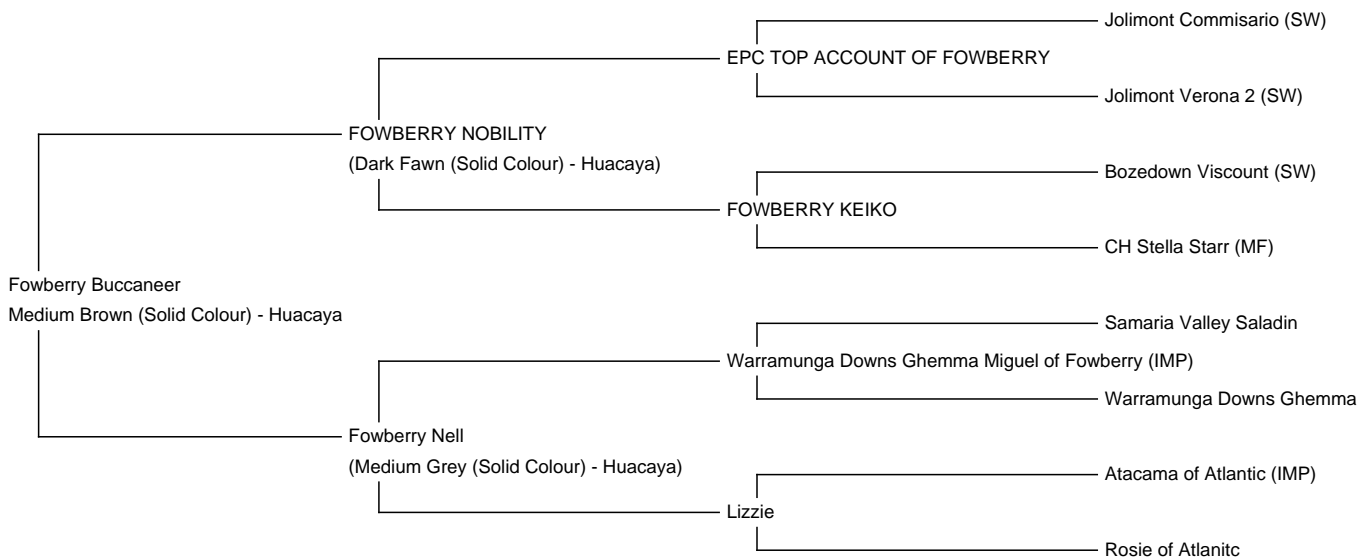 Jolimont Commisario (SW)
EPC TOP ACCOUNT OF FOWBERRY
Jolimont Verona 2 (SW)
FOWBERRY NOBILITY
(Dark Fawn (Solid Colour) - Huacaya)
Bozedown Viscount (SW)
FOWBERRY KEIKO
CH Stella Starr (MF)
Fowberry Buccaneer
Medium Brown (Solid Colour) - Huacaya
Samaria Valley Saladin
Warramunga Downs Ghemma Miguel of Fowberry (IMP)
Warramunga Downs Ghemma
Fowberry Nell
(Medium Grey (Solid Colour) - Huacaya)
Atacama of Atlantic (IMP)
Lizzie
Rosie of Atlanitc